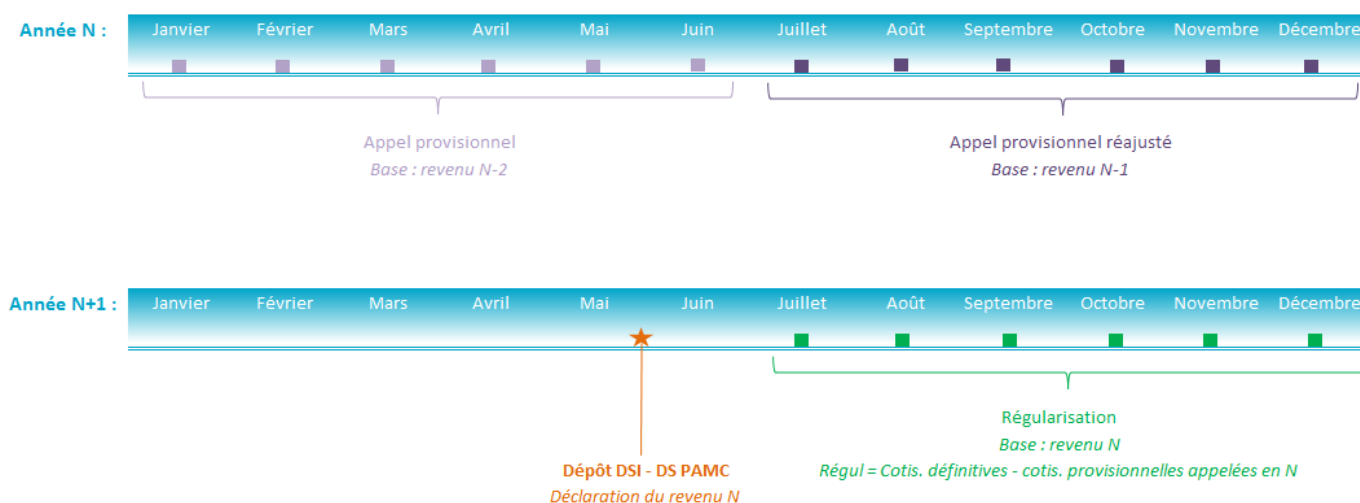 Année N : Janvier Février Mars Avril Mai Juin Juillet Août Septembre Octobre Novembre Décembre
Appel provisionnel
Base : revenu N-2
Appel provisionnel réajusté
Base : revenu N-1
Année N+1 : Janvier Février Mars Avril Mai Juin Juillet Août Septembre Octobre Novembre Décembre
Régularisation
Base : revenu N
Régul = Cotis. définitives - cotis. provisionnelles appelées en N
Dépôt DSI - DS PAMC
Déclaration du revenu N